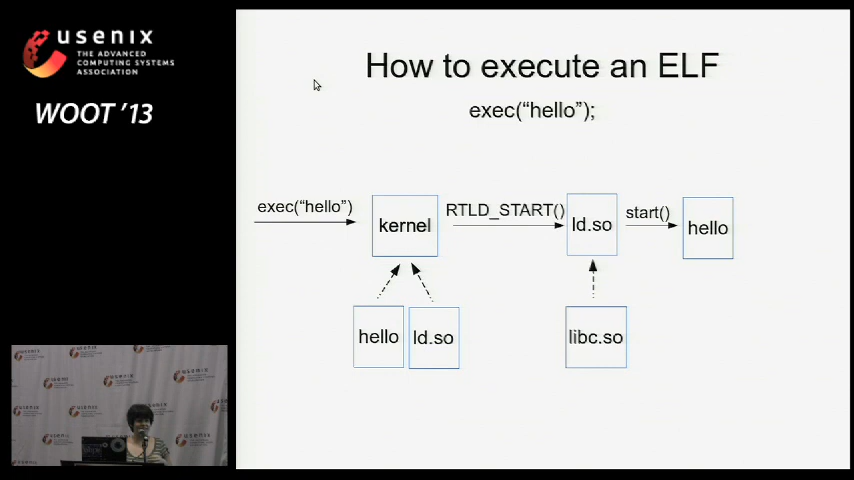 usenix
THE ADVANCED
COMPUTING SYSTEMS
ASSOCIATION
WOOT '13
How to execute an ELF
exec(“hello”);
exec(“hello”)
kernel
RTLD_START()
ld.so
start()
hello
hello
ld.so
libc.so